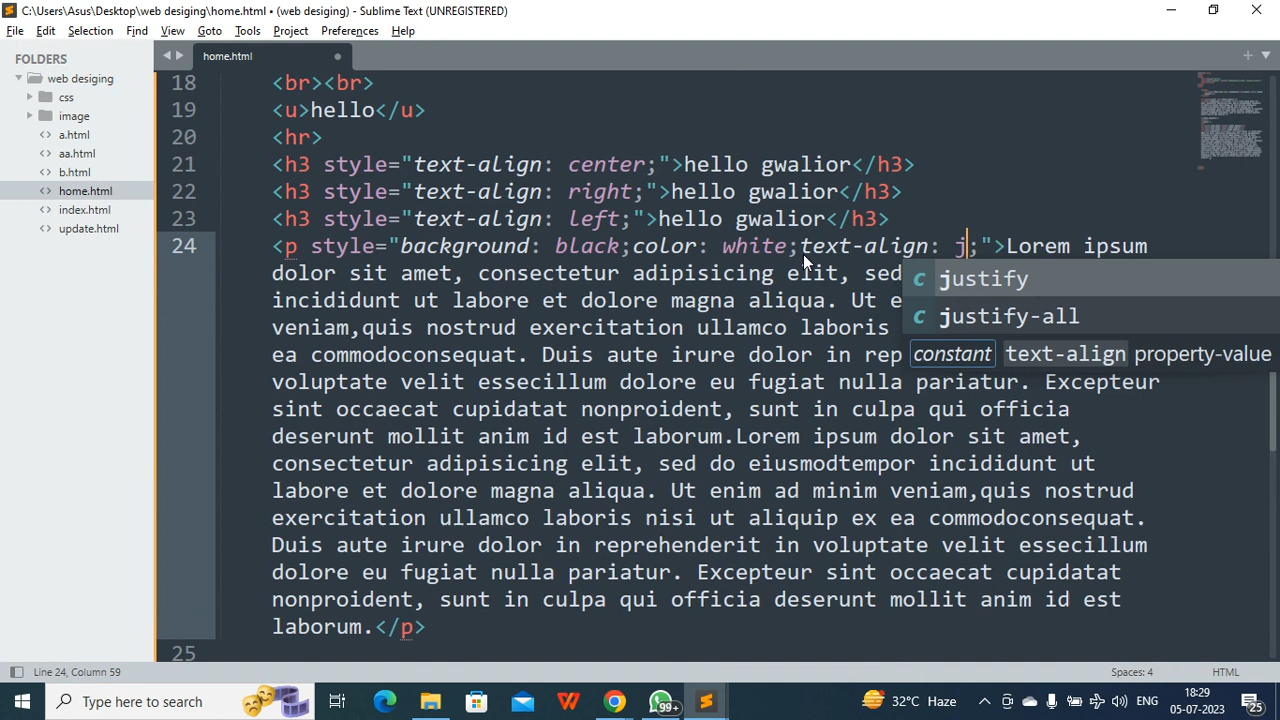 C:\Users\Asus\Desktop\web desiging\home.html • (web desiging) - Sublime Text (UNREGISTERED)
File Edit Selection Find View Goto Tools Project Preferences Help
FOLDERS
web desiging
css
image
a.html
aa.html
b.html
home.html
index.html
update.html
home.html
18 <br><br>
19 <u>hello</u>
20 <hr>
21 <h3 style="text-align: center;">hello gwalior</h3>
22 <h3 style="text-align: right;">hello gwalior</h3>
23 <h3 style="text-align: left;">hello gwalior</h3>
24 <p style="background: black;color: white;text-align: j;">Lorem ipsum
dolor sit amet, consectetur adipisicing elit, sed
incididunt ut labore et dolore magna aliqua. Ut e
veniam,quis nostrud exercitation ullamco laboris
ea commodoconsequat. Duis aute irure dolor in rep
voluptate velit essecillum dolore eu fugiat nulla pariatur. Excepteur
sint occaecat cupidatat nonproident, sunt in culpa qui officia
deserunt mollit anim id est laborum.Lorem ipsum dolor sit amet,
consectetur adipisicing elit, sed do eiusmodtempor incididunt ut
labore et dolore magna aliqua. Ut enim ad minim veniam,quis nostrud
exercitation ullamco laboris nisi ut aliquip ex ea commodoconsequat.
Duis aute irure dolor in reprehenderit in voluptate velit essecillum
dolore eu fugiat nulla pariatur. Excepteur sint occaecat cupidatat
nonproident, sunt in culpa qui officia deserunt mollit anim id est
laborum.</p>
25
c justify
c justify-all
constant text-align property-value
Line 24, Column 59
Spaces: 4
HTML
Type here to search
99+
32°C Haze
ENG
18:29
05-07-2023
25